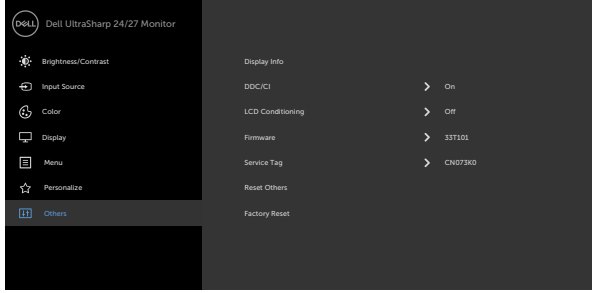 DELL Dell UltraSharp 24/27 Monitor
Brightness/Contrast
Display Info
Input Source
DDC/CI On
Color
LCD Conditioning Off
Display
Firmware 33T101
Menu
Service Tag CN073K0
Personalize
Reset Others
Others
Factory Reset